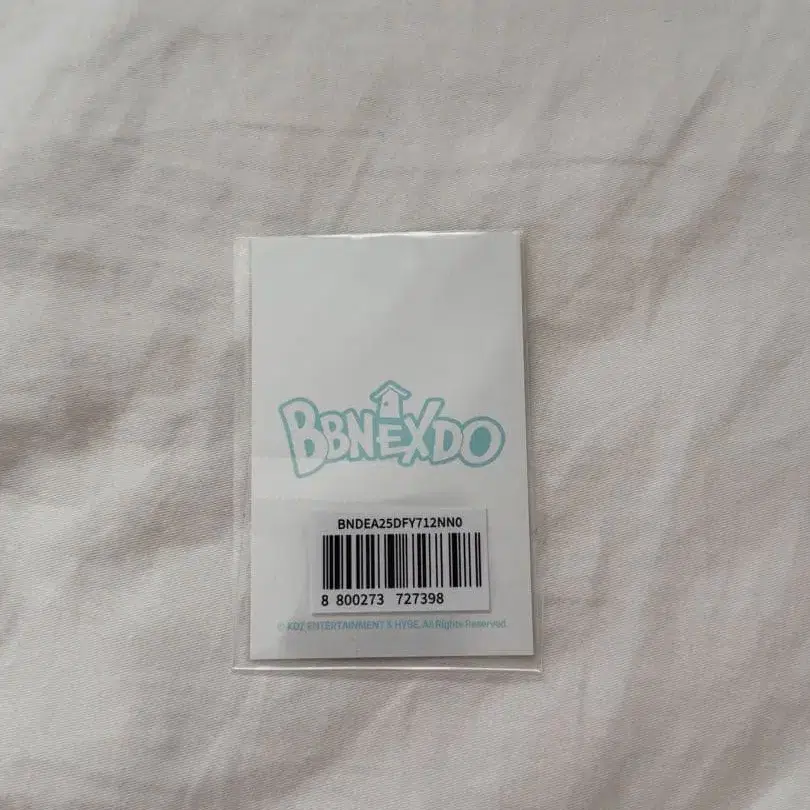 BBNEXDO
BNDEA25DFY712NN0
8 800273 727398
© KOZ ENTERTAINMENT & HYBE. All Rights Reserved.